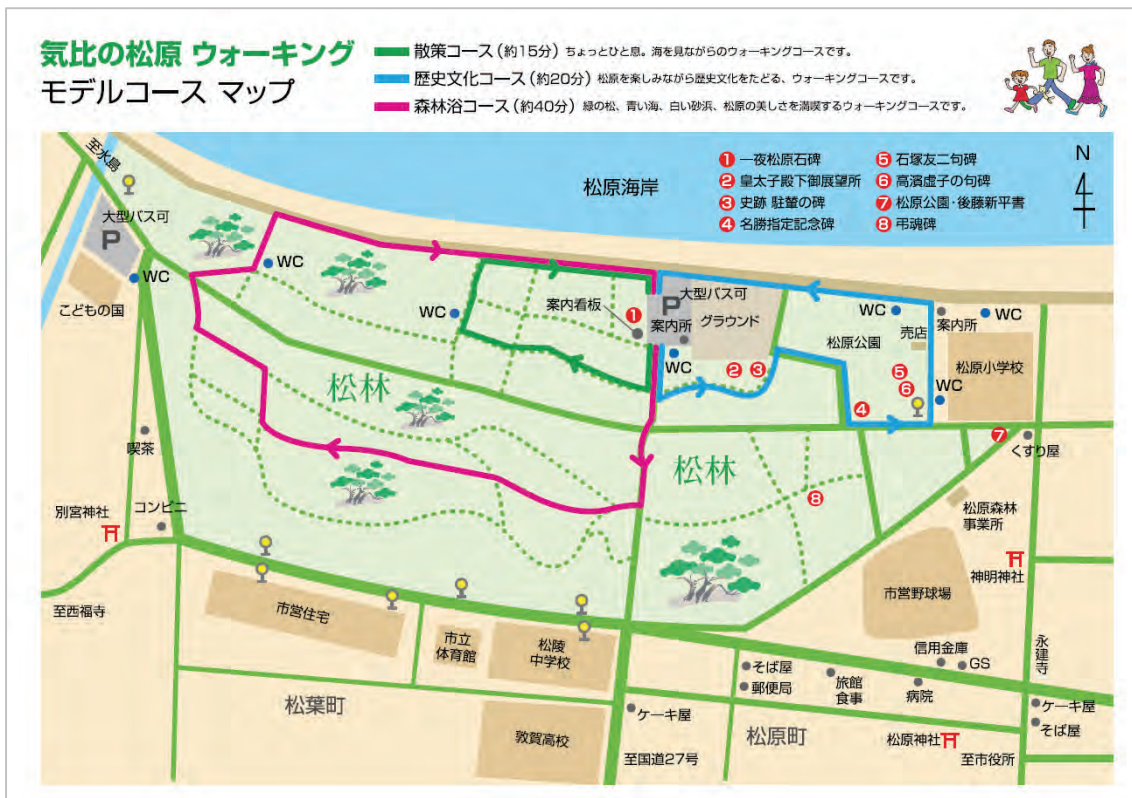 気比の松原 ウォーキング
モデルコース マップ
散策コース(約15分) ちょっとひと息。海を見ながらのウォーキングコースです。
歴史文化コース(約20分) 松原を楽しみながら歴史文化をたどる、ウォーキングコースです。
森林浴コース(約40分) 緑の松、青い海、白い砂浜、松原の美しさを満喫するウォーキングコースです。
至水島
松原海岸
❶ 一夜松原石碑
❷ 皇太子殿下御展望所
❸ 史跡 駐輦の碑
❹ 名勝指定記念碑
❺ 石塚友二句碑
❻ 高濱虚子の句碑
❼ 松原公園・後藤新平書
❽ 弔魂碑
N
大型バス可
P
WC
こどもの国
WC
WC
案内看板
❶
大型バス可
P
案内所
グラウンド
WC
❷
❸
松原公園
WC
売店
案内所
WC
松原小学校
❺
❻
WC
❹
❼
くすり屋
松林
松林
❽
喫茶
コンビニ
別宮神社
至西福寺
松原森林
事業所
神明神社
市営野球場
永建寺
市営住宅
市立
体育館
松陵
中学校
信用金庫
GS
そば屋
郵便局
旅館
食事
病院
松葉町
ケーキ屋
敦賀高校
松原町
至国道27号
松原神社
ケーキ屋
そば屋
至市役所